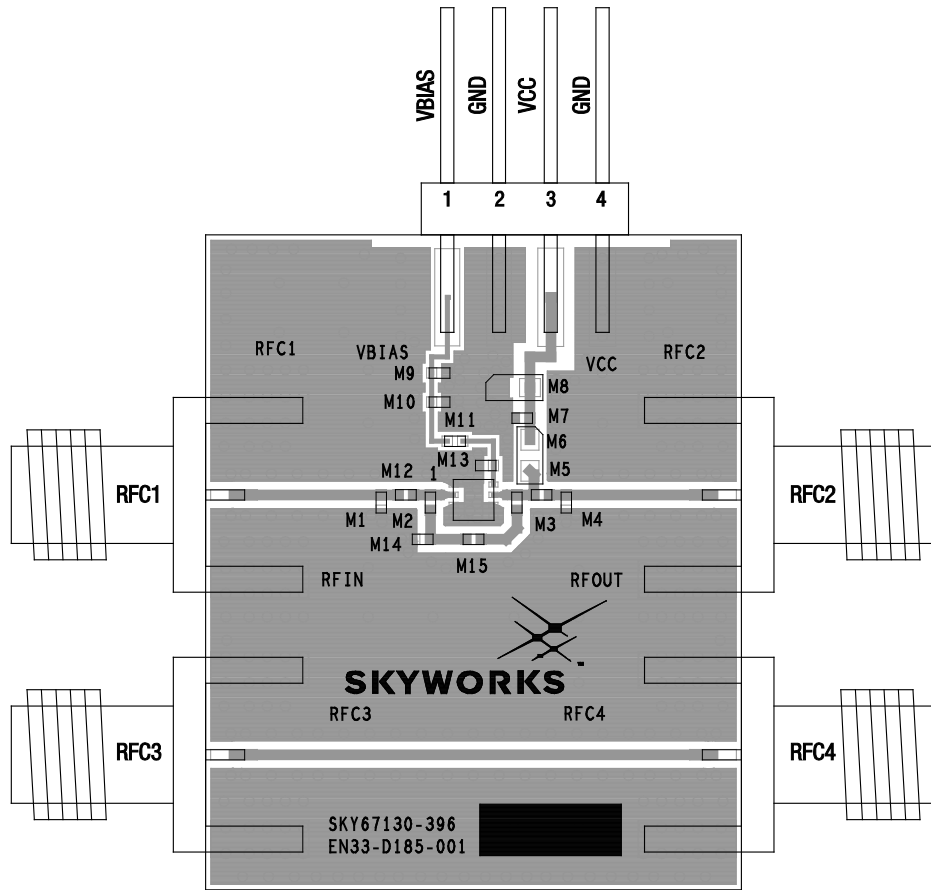 VBIAS
GND
VCC
GND
1 2 3 4
RFC1
VBIAS
VCC
RFC2
M9
M8
M10
M7
M11
M6
M13
M5
M12 1
RFC1
RFC2
M1
M2
M3
M4
M14
M15
RFIN
RFOUT
SKYWORKS
RFC3
RFC4
RFC3
RFC4
SKY67130-396
EN33-D185-001